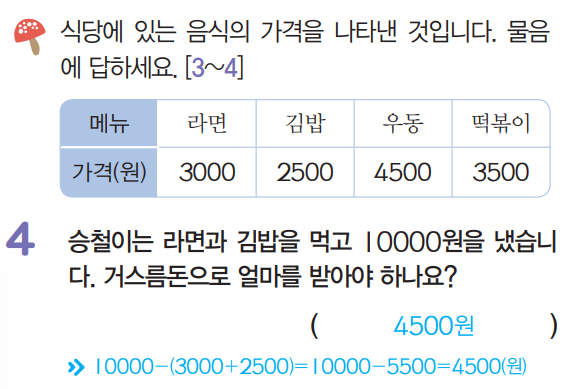 식당에 있는 음식의 가격을 나타낸 것입니다. 물음
에 답하세요. [3~4]
메뉴 라면 김밥 우동 떡볶이
가격(원) 3000 2500 4500 3500
4 승철이는 라면과 김밥을 먹고 10000원을 냈습니
다. 거스름돈으로 얼마를 받아야 하나요?
( 4500원 )
» 10000-(3000+2500)=10000-5500=4500(원)